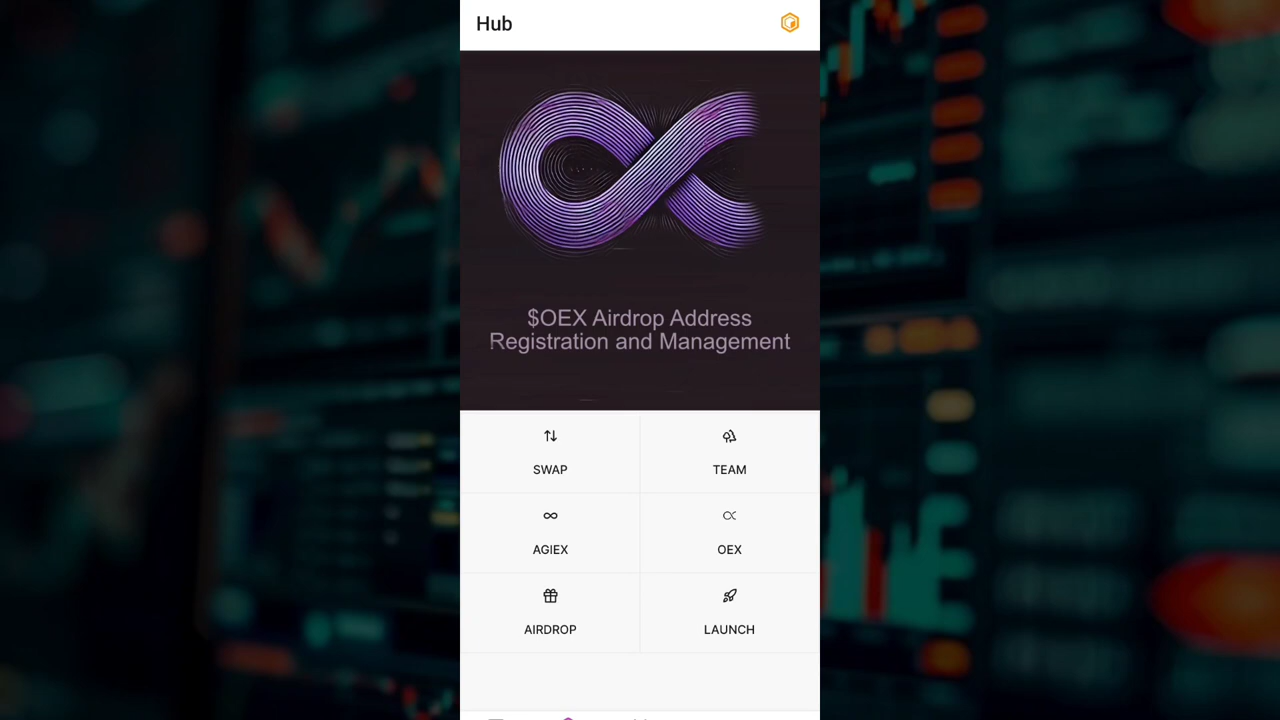 Hub
$OEX Airdrop Address
Registration and Management
SWAP
TEAM
AGIEX
OEX
AIRDROP
LAUNCH